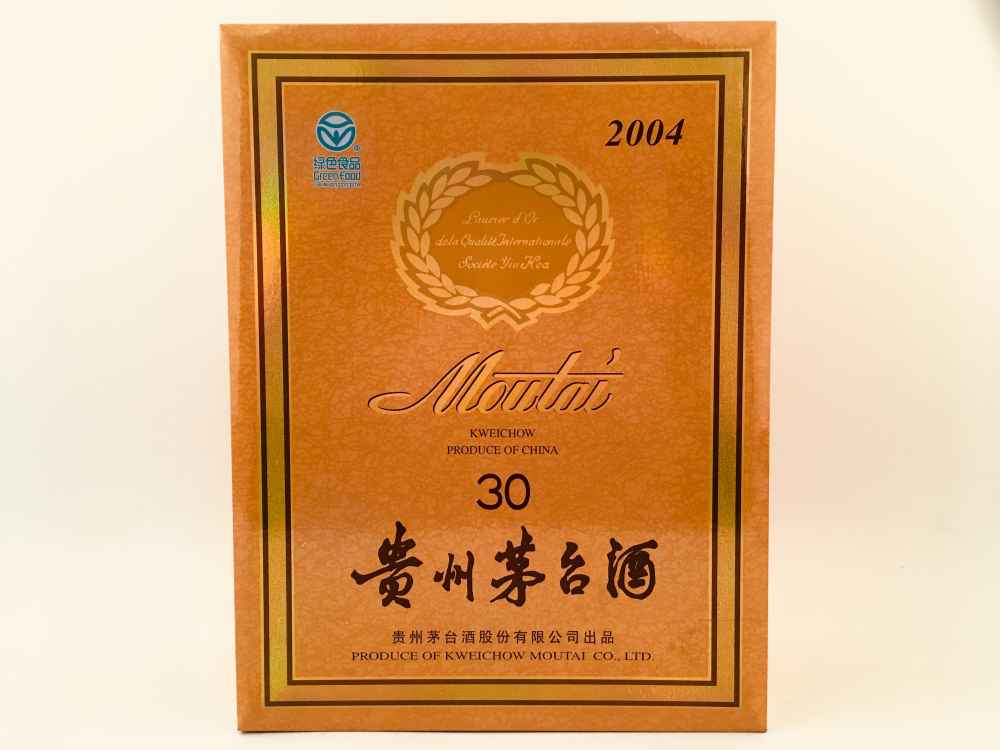 2004
绿色食品
Green Food
Laurier d'Or
de la Qualité Internationale
Société Yin Koa
Moutai
KWEICHOW
PRODUCE OF CHINA
30
贵州茅台酒
贵州茅台酒股份有限公司出品
PRODUCE OF KWEICHOW MOUTAI CO., LTD.